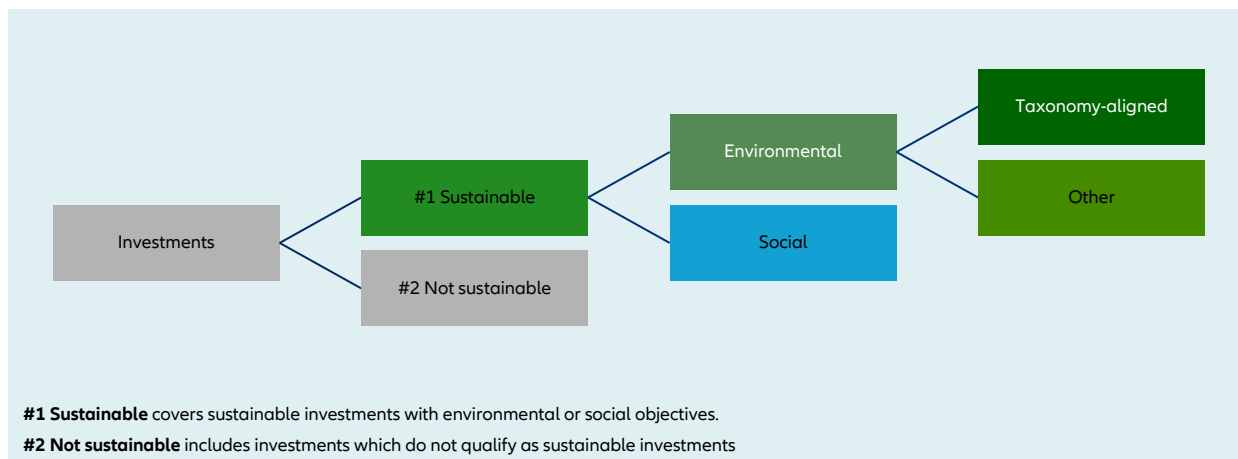 Taxonomy-aligned
Environmental
#1 Sustainable
Other
Investments
Social
#2 Not sustainable
#1 Sustainable covers sustainable investments with environmental or social objectives.
#2 Not sustainable includes investments which do not qualify as sustainable investments